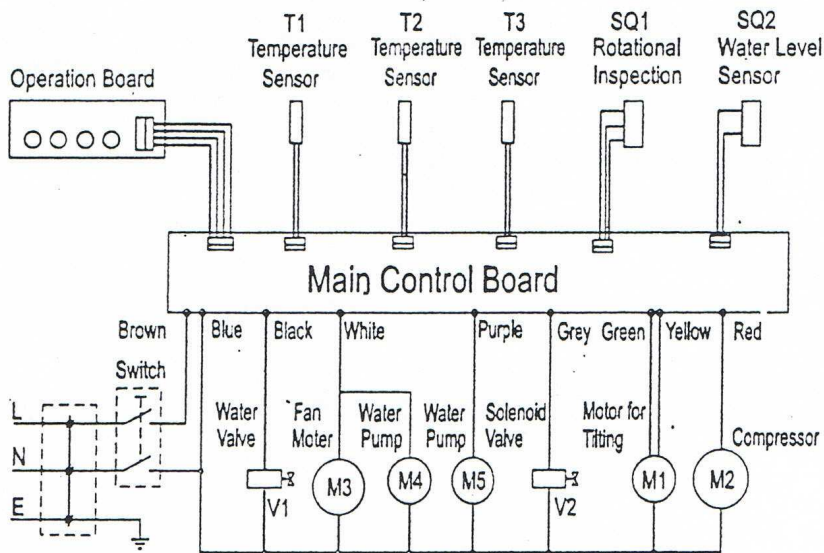 T1
Temperature
Sensor
T2
Temperature
Sensor
T3
Temperature
Sensor
SQ1
Rotational
Inspection
SQ2
Water Level
Sensor
Operation Board
Main Control Board
Brown
Blue
Black
White
Purple
Grey
Green
Yellow
Red
Switch
L
N
E
Water
Valve
V1
Fan
Moter
M3
Water
Pump
M4
Water
Pump
M5
Solenoid
Valve
V2
Motor for
Tilting
M1
Compressor
M2